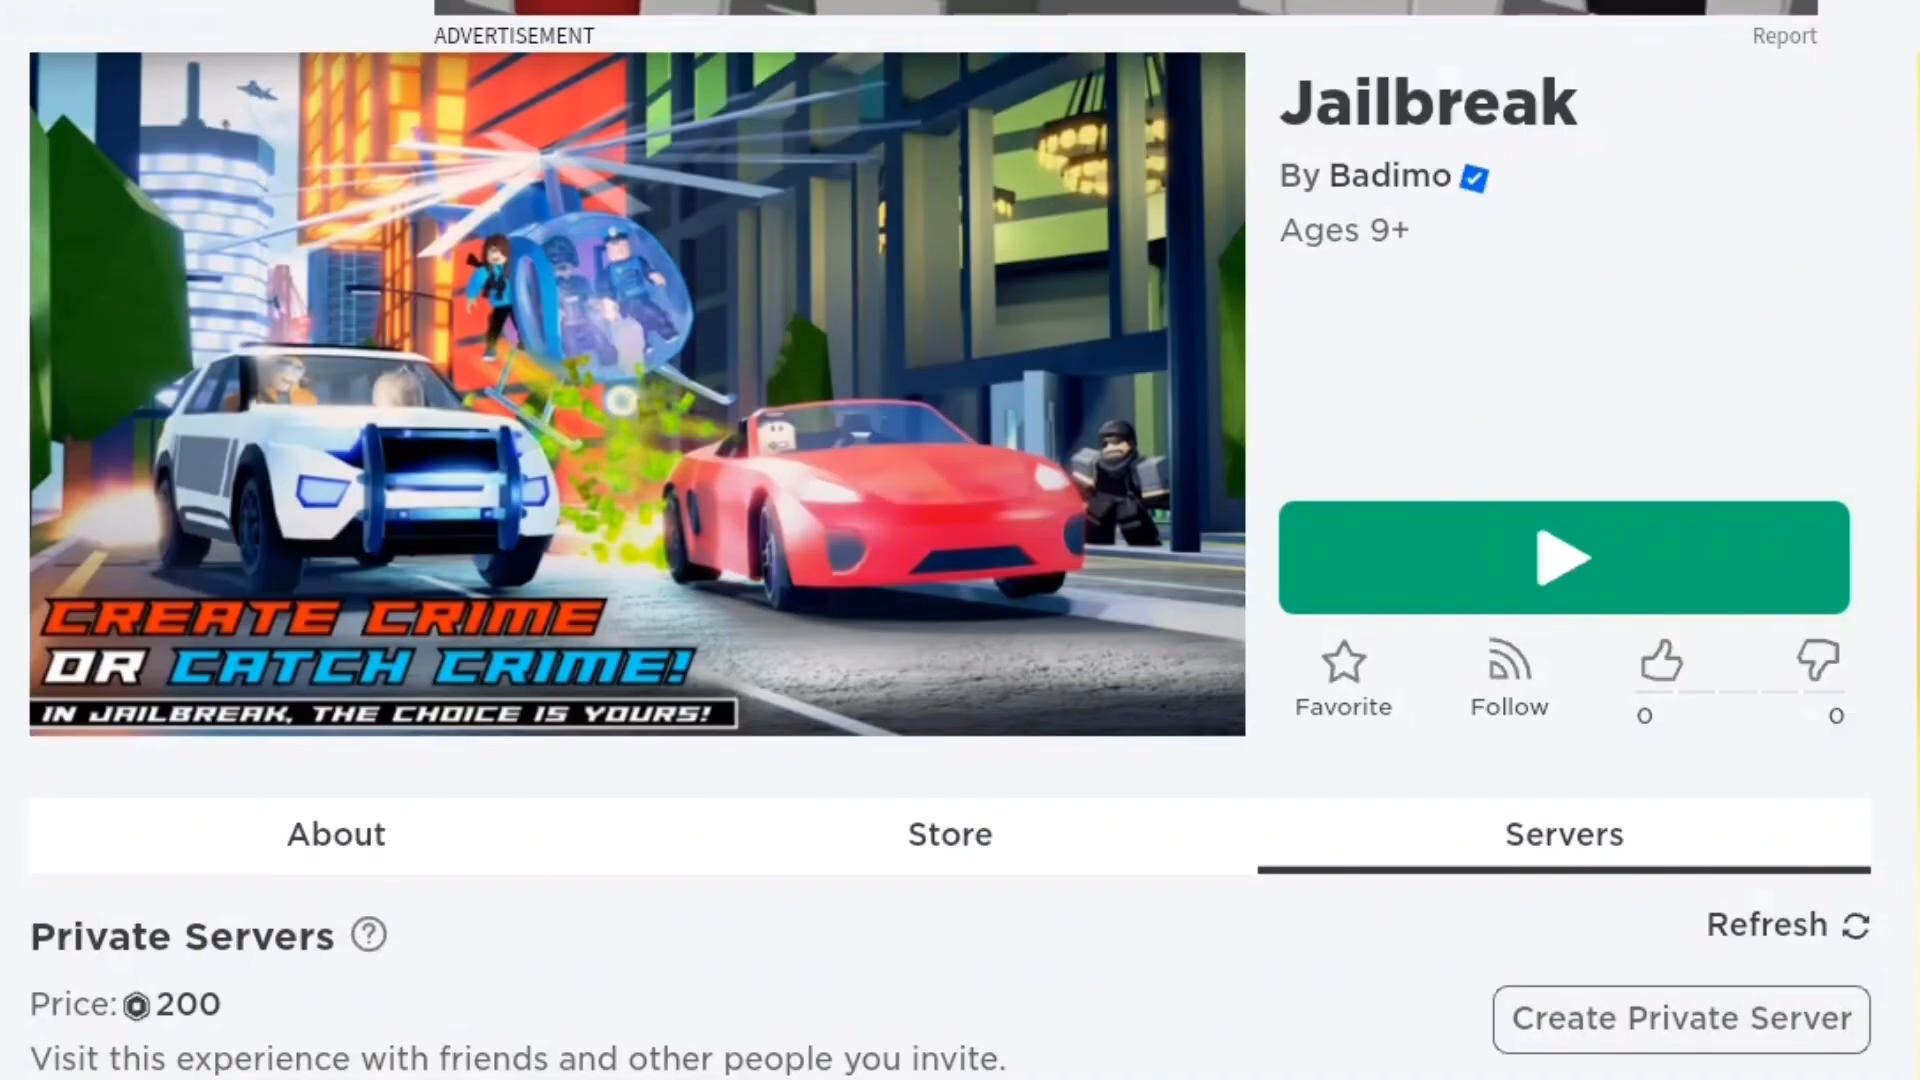 ADVERTISEMENT
Report
Jailbreak
By Badimo
Ages 9+
CREATE CRIME
OR CATCH CRIME!
IN JAILBREAK, THE CHOICE IS YOURS!
Favorite
Follow
0
0
About
Store
Servers
Private Servers
Refresh
Price: 200
Create Private Server
Visit this experience with friends and other people you invite.